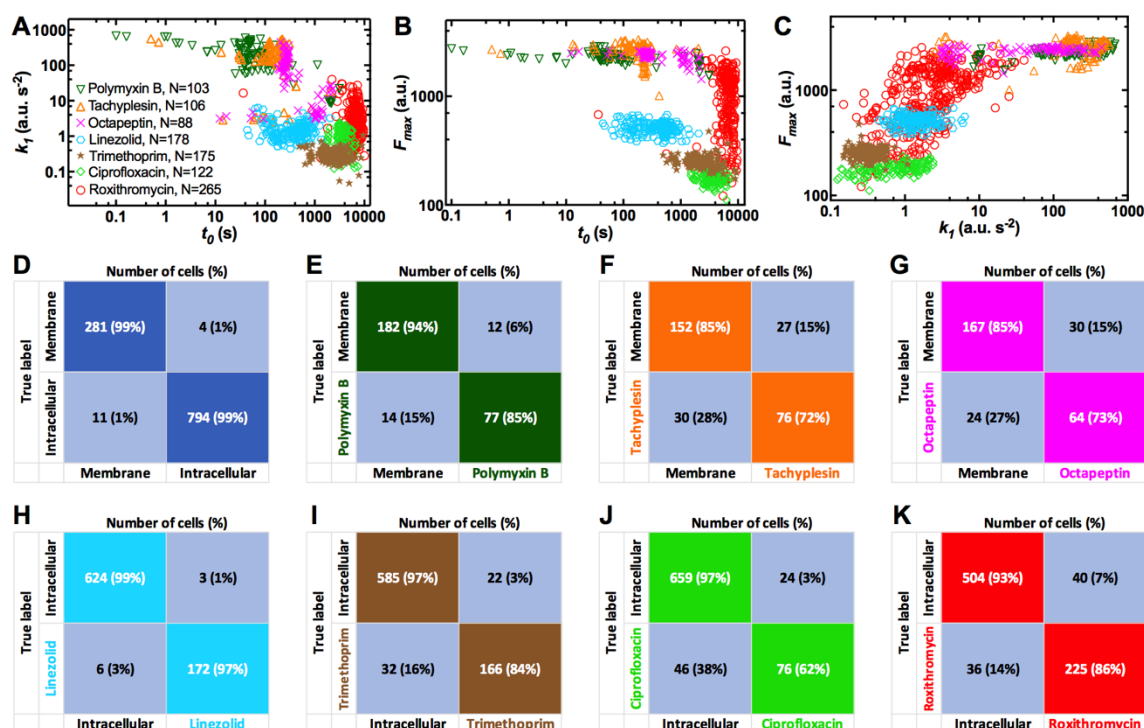 A
k₁ (a.u. s⁻²)
1000
100
10
1
0.1
Polymyxin B, N=103
Tachyplesin, N=106
Octapeptin, N=88
Linezolid, N=178
Trimethoprim, N=175
Ciprofloxacin, N=122
Roxithromycin, N=265
0.1 1 10 100 1000 10000
t₀ (s)
B
Fmax (a.u.)
1000
100
0.1 1 10 100 1000
t₀ (s)
C
Fmax (a.u.)
1000
100
0.1 1 10 100 1000
k₁ (a.u. s⁻²)
D
Number of cells (%)
True label
Membrane
281 (99%) 4 (1%)
Intracellular
11 (1%) 794 (99%)
Membrane Intracellular
E
Number of cells (%)
True label
Membrane
182 (94%) 12 (6%)
Polymyxin B
14 (15%) 77 (85%)
Membrane Polymyxin B
F
Number of cells (%)
True label
Membrane
152 (85%) 27 (15%)
Tachyplesin
30 (28%) 76 (72%)
Membrane Tachyplesin
G
Number of cells (%)
True label
Membrane
167 (85%) 30 (15%)
Octapeptin
24 (27%) 64 (73%)
Membrane Octapeptin
H
Number of cells (%)
True label
Intracellular
624 (99%) 3 (1%)
Linezolid
6 (3%) 172 (97%)
Intracellular Linezolid
I
Number of cells (%)
True label
Intracellular
585 (97%) 22 (3%)
Trimethoprim
32 (16%) 166 (84%)
Intracellular Trimethoprim
J
Number of cells (%)
True label
Intracellular
659 (97%) 24 (3%)
Ciprofloxacin
46 (38%) 76 (62%)
Intracellular Ciprofloxacin
K
Number of cells (%)
True label
Intracellular
504 (93%) 40 (7%)
Roxithromycin
36 (14%) 225 (86%)
Intracellular Roxithromycin